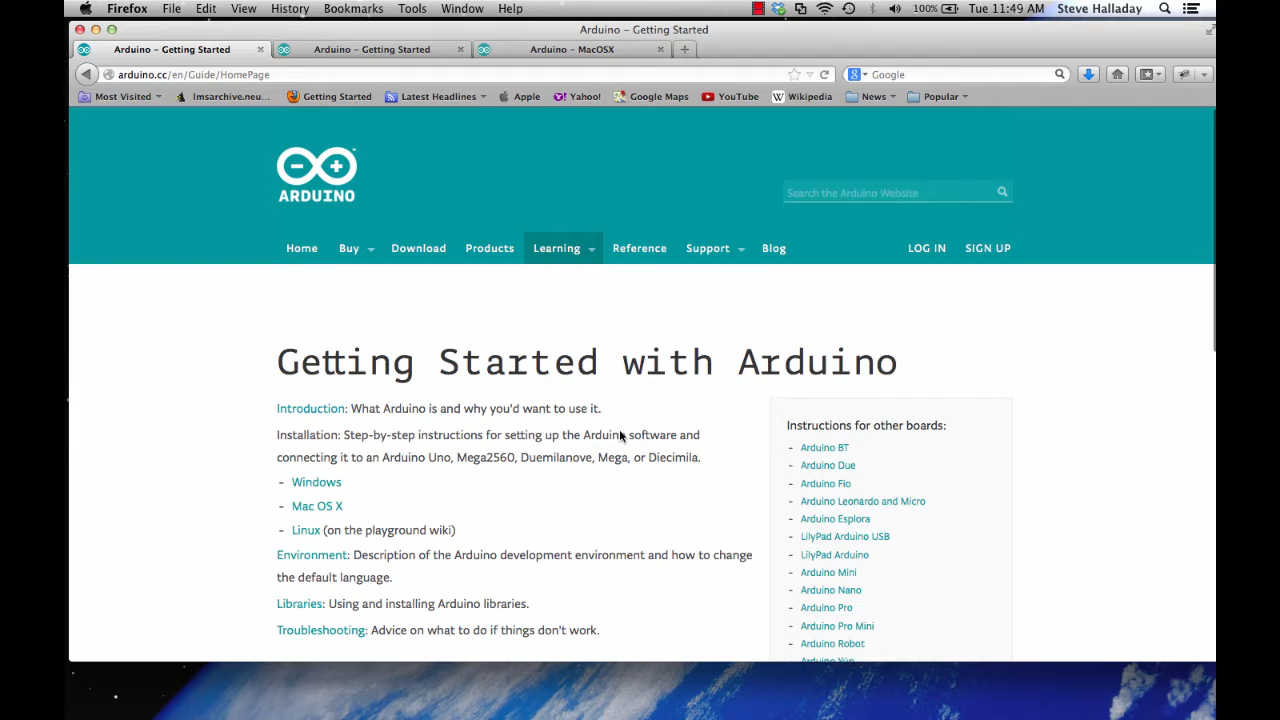 Firefox File Edit View History Bookmarks Tools Window Help 100% Tue 11:49 AM Steve Halladay
Arduino – Getting Started
Arduino – Getting Started Arduino – Getting Started Arduino – MacOSX
arduino.cc/en/Guide/HomePage Google
Most Visited lmsarchive.neu... Getting Started Latest Headlines Apple Yahoo! Google Maps YouTube Wikipedia News Popular
ARDUINO
Search the Arduino Website
Home Buy Download Products Learning Reference Support Blog LOG IN SIGN UP
Getting Started with Arduino
Introduction: What Arduino is and why you'd want to use it.
Installation: Step-by-step instructions for setting up the Arduino software and
connecting it to an Arduino Uno, Mega2560, Duemilanove, Mega, or Diecimila.
- Windows
- Mac OS X
- Linux (on the playground wiki)
Environment: Description of the Arduino development environment and how to change
the default language.
Libraries: Using and installing Arduino libraries.
Troubleshooting: Advice on what to do if things don't work.
Instructions for other boards:
- Arduino BT
- Arduino Due
- Arduino Fio
- Arduino Leonardo and Micro
- Arduino Esplora
- LilyPad Arduino USB
- LilyPad Arduino
- Arduino Mini
- Arduino Nano
- Arduino Pro
- Arduino Pro Mini
- Arduino Robot
- Arduino Yún